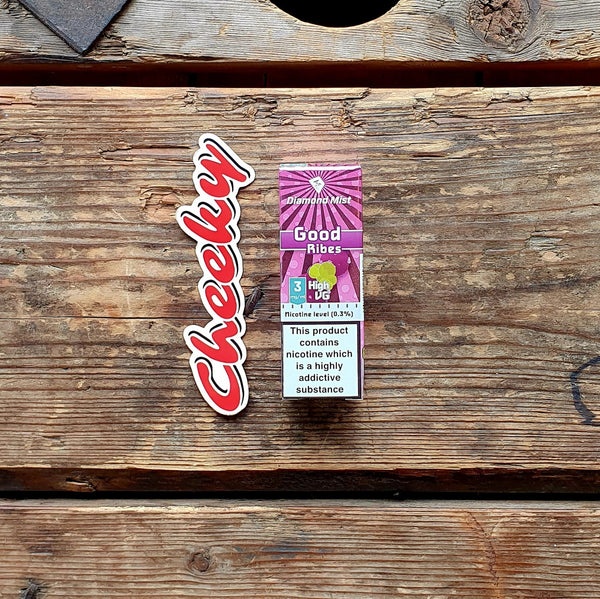 Cheeky
Diamond Mist
Good
Ribes
3
mg/ml
High
VG
Nicotine level (0.3%)
This product
contains
nicotine which
is a highly
addictive
substance